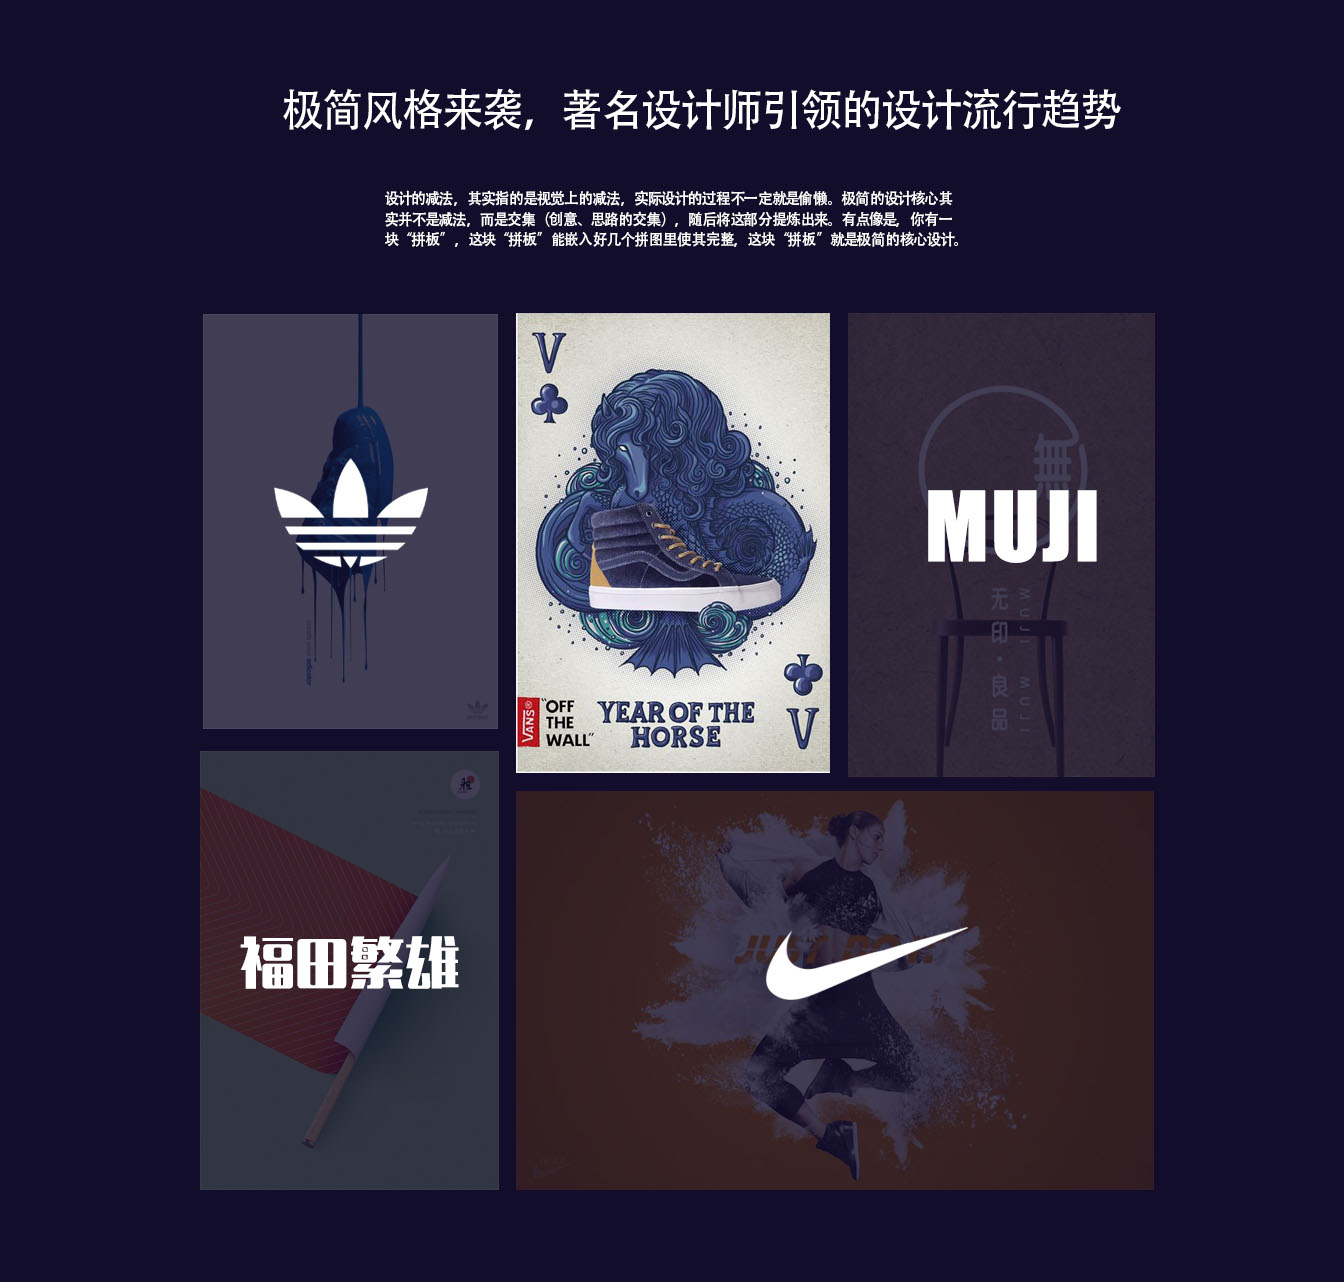 极简风格来袭，著名设计师引领的设计流行趋势
设计的减法，其实指的是视觉上的减法，实际设计的过程不一定就是偷懒。极简的设计核心其
实并不是减法，而是交集（创意、思路的交集），随后将这部分提炼出来。有点像是，你有一
块“拼板”，这块“拼板”能嵌入好几个拼图里使其完整，这块“拼板”就是极简的核心设计。
V
"OFF
THE
WALL"
VANS®
YEAR OF THE
HORSE
V
無
MUJI
无印·良品
MUJI MUJI
福田繁雄
JUST DO IT.